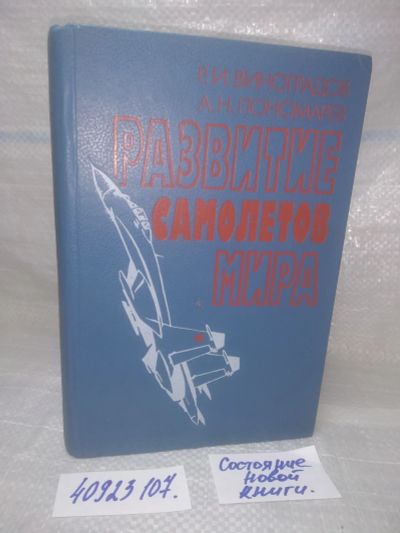 Р.И.ВИНОГРАДОВ
А.Н.ПОНОМАРЕВ
РАЗВИТИЕ
САМОЛЕТОВ
МИРА
40923 107.
Состояние
новой
книги.